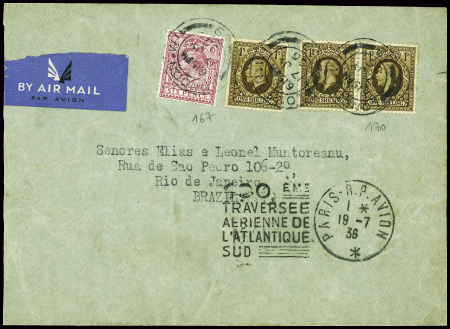 BY AIR MAIL
PAR AVION
SIX PENCE
ONE SHILLING
ONE SHILLING
ONE SHILLING
167
170
Senores Elias e Leonel Muntoreanu,
Rua de Sao Pedro 106-2º
Rio de Janeiro
BRAZIL
ÈME
TRAVERSEE
AERIENNE DE
L'ATLANTIQUE
SUD
PARIS-R.P. AVION
1
19-7
36